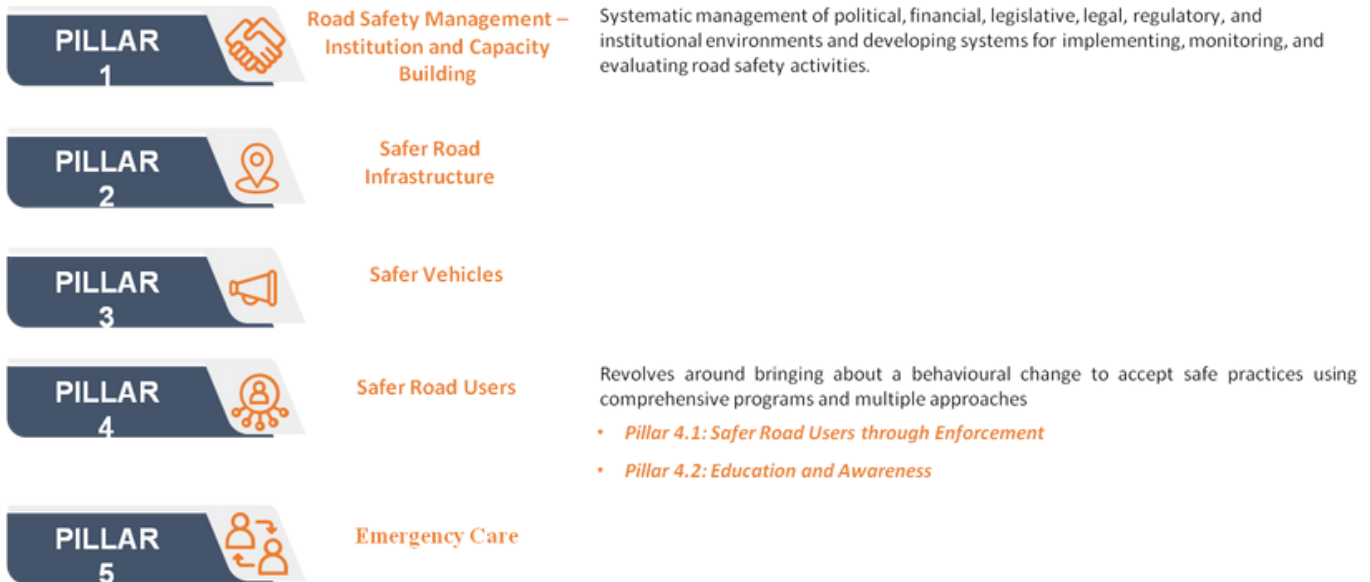 PILLAR
1
Road Safety Management –
Institution and Capacity
Building
Systematic management of political, financial, legislative, legal, regulatory, and
institutional environments and developing systems for implementing, monitoring, and
evaluating road safety activities.
PILLAR
2
Safer Road
Infrastructure
PILLAR
3
Safer Vehicles
PILLAR
4
Safer Road Users
Revolves around bringing about a behavioural change to accept safe practices using
comprehensive programs and multiple approaches
• Pillar 4.1: Safer Road Users through Enforcement
• Pillar 4.2: Education and Awareness
PILLAR
5
Emergency Care